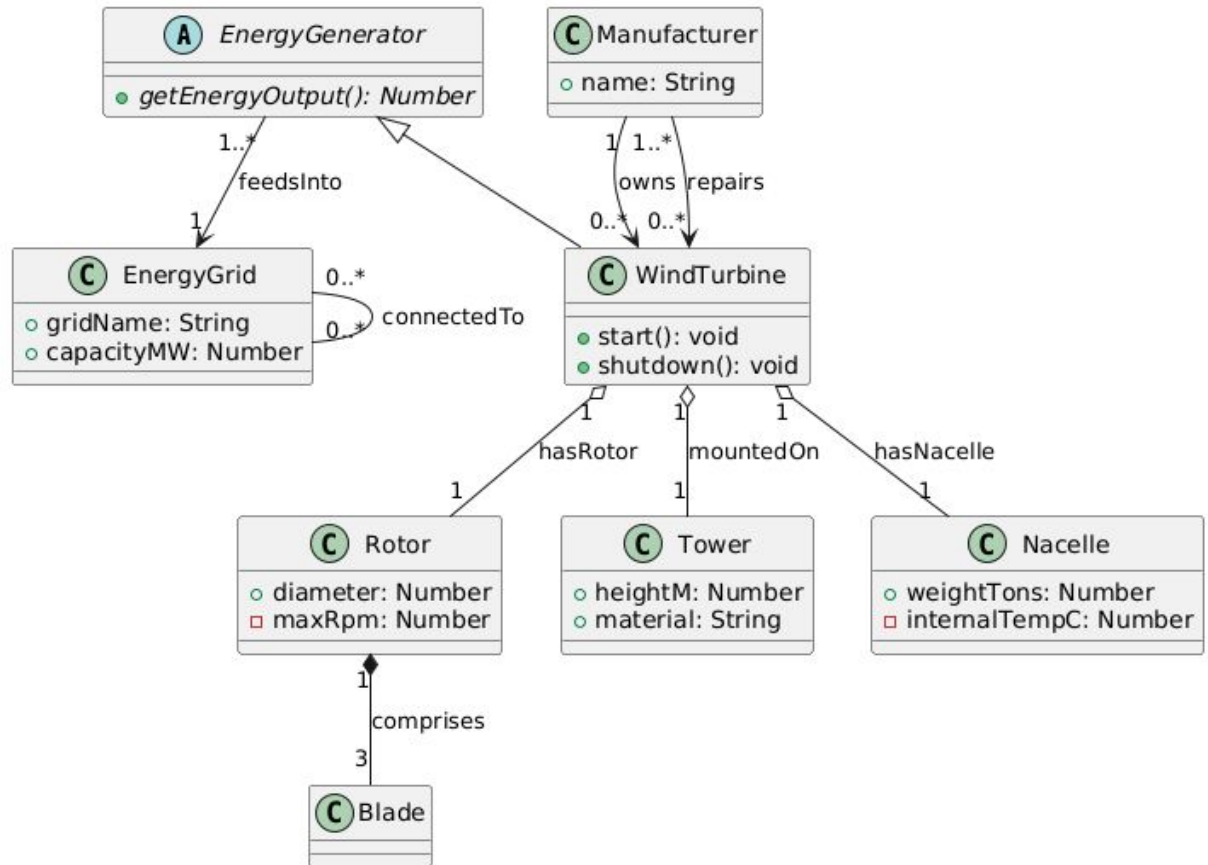 A EnergyGenerator
getEnergyOutput(): Number
C Manufacturer
name: String
1..*
feedsInto
1
1
owns
0..*
1..*
repairs
0..*
C EnergyGrid
gridName: String
capacityMW: Number
0..*
connectedTo
0..*
C WindTurbine
start(): void
shutdown(): void
1
hasRotor
1
1
mountedOn
1
1
hasNacelle
1
C Rotor
diameter: Number
maxRpm: Number
C Tower
heightM: Number
material: String
C Nacelle
weightTons: Number
internalTempC: Number
1
comprises
3
C Blade